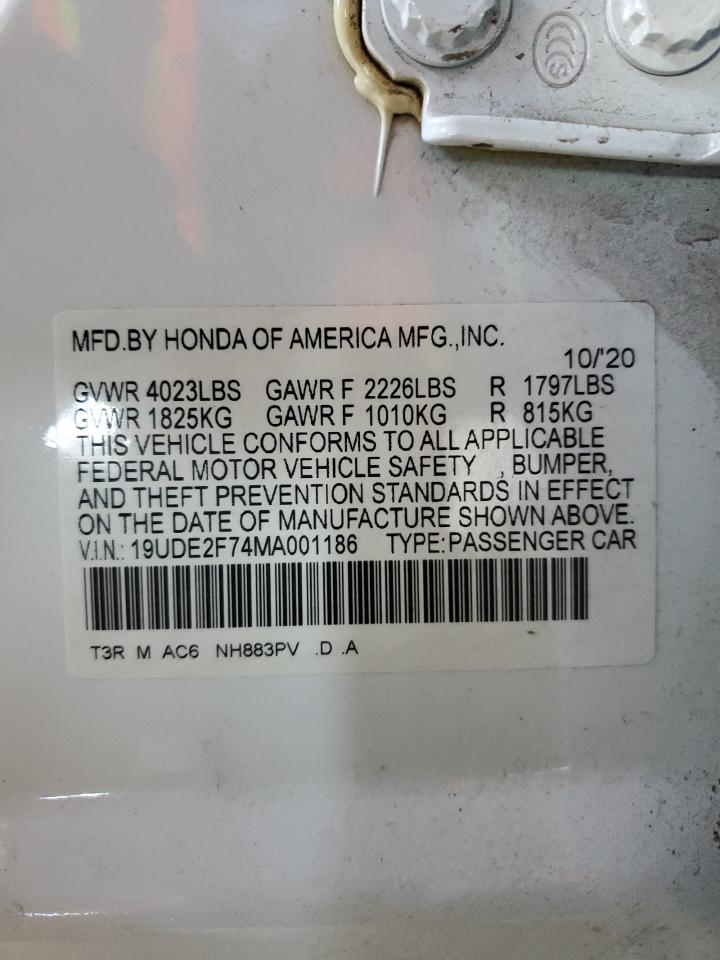 CCS
MFD.BY HONDA OF AMERICA MFG.,INC.
10/'20
GVWR 4023LBS GAWR F 2226LBS R 1797LBS
GVWR 1825KG GAWR F 1010KG R 815KG
THIS VEHICLE CONFORMS TO ALL APPLICABLE
FEDERAL MOTOR VEHICLE SAFETY , BUMPER,
AND THEFT PREVENTION STANDARDS IN EFFECT
ON THE DATE OF MANUFACTURE SHOWN ABOVE.
V.I.N.: 19UDE2F74MA001186 TYPE:PASSENGER CAR
T3R M AC6 NH883PV .D .A